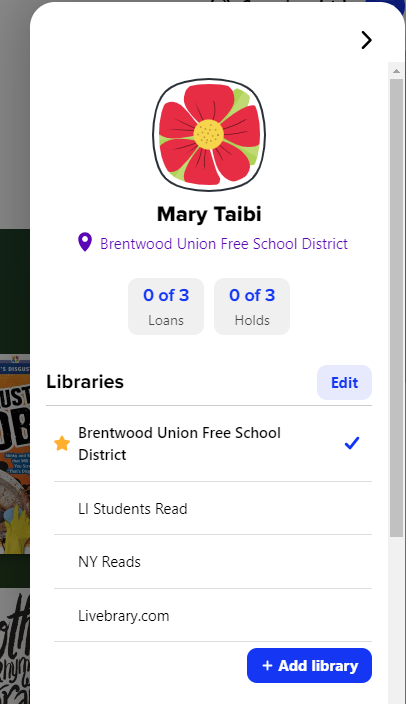 Mary Taibi
Brentwood Union Free School District
0 of 3
Loans
0 of 3
Holds
Libraries
Edit
Brentwood Union Free School
District
LI Students Read
NY Reads
Livebrary.com
+ Add library